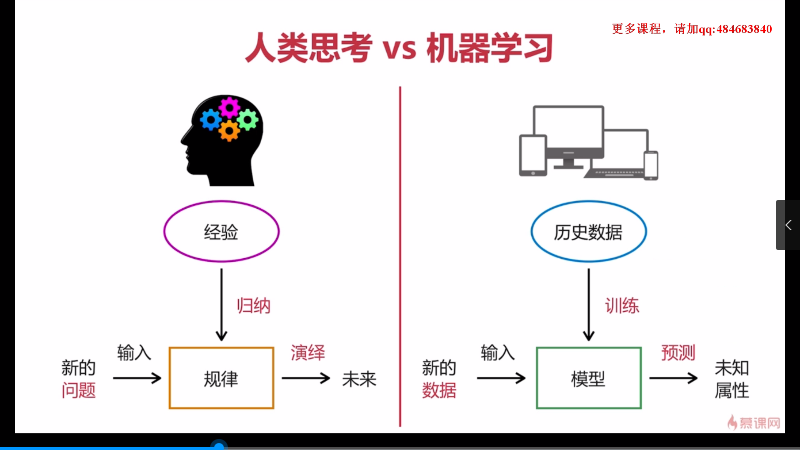 更多课程，请加qq:484683840
人类思考 vs 机器学习
经验
归纳
输入
演绎
新的
问题
规律
未来
历史数据
训练
输入
预测
新的
数据
模型
未知
属性
慕课网